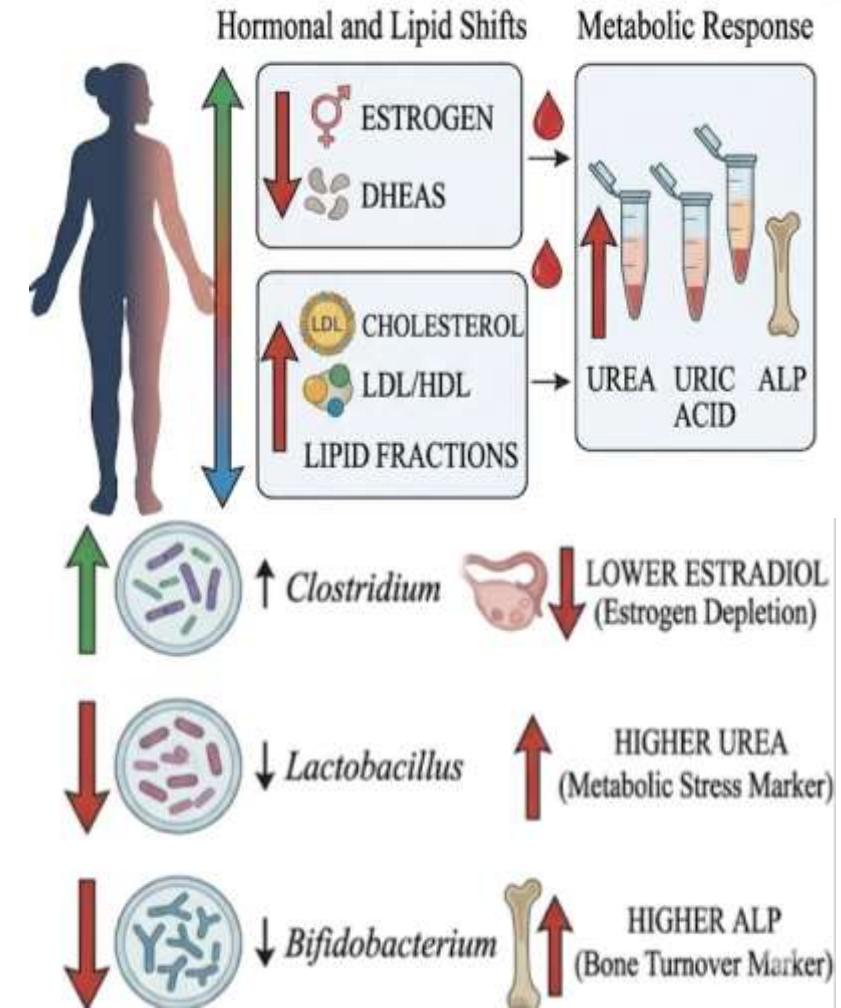 Hormonal and Lipid Shifts
Metabolic Response
ESTROGEN
DHEAS
LDL
CHOLESTEROL
LDL/HDL
LIPID FRACTIONS
UREA
URIC
ACID
ALP
↑ Clostridium
LOWER ESTRADIOL
(Estrogen Depletion)
↓ Lactobacillus
HIGHER UREA
(Metabolic Stress Marker)
↓ Bifidobacterium
HIGHER ALP
(Bone Turnover Marker)